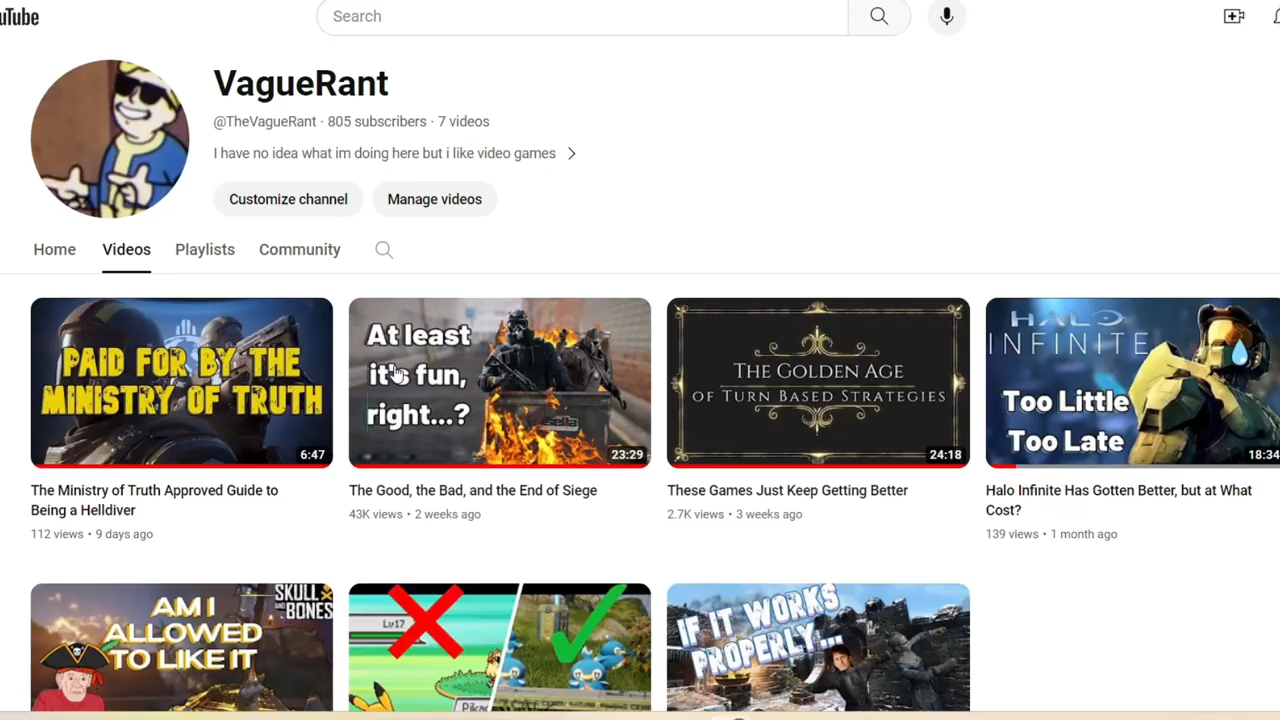 uTube
Search
VagueRant
@TheVagueRant · 805 subscribers · 7 videos
I have no idea what im doing here but i like video games
Customize channel
Manage videos
Home
Videos
Playlists
Community
PAID FOR BY THE
MINISTRY OF TRUTH
6:47
At least
it's fun,
right...?
23:29
THE GOLDEN AGE
OF TURN BASED STRATEGIES
24:18
HALO
INFINITE
Too Little
Too Late
18:34
The Ministry of Truth Approved Guide to
Being a Helldiver
112 views • 9 days ago
The Good, the Bad, and the End of Siege
43K views • 2 weeks ago
These Games Just Keep Getting Better
2.7K views • 3 weeks ago
Halo Infinite Has Gotten Better, but at What
Cost?
139 views • 1 month ago
SKULL
AND BONES
AM I
ALLOWED
TO LIKE IT
Lv17
Pikac
IF IT WORKS
PROPERLY...